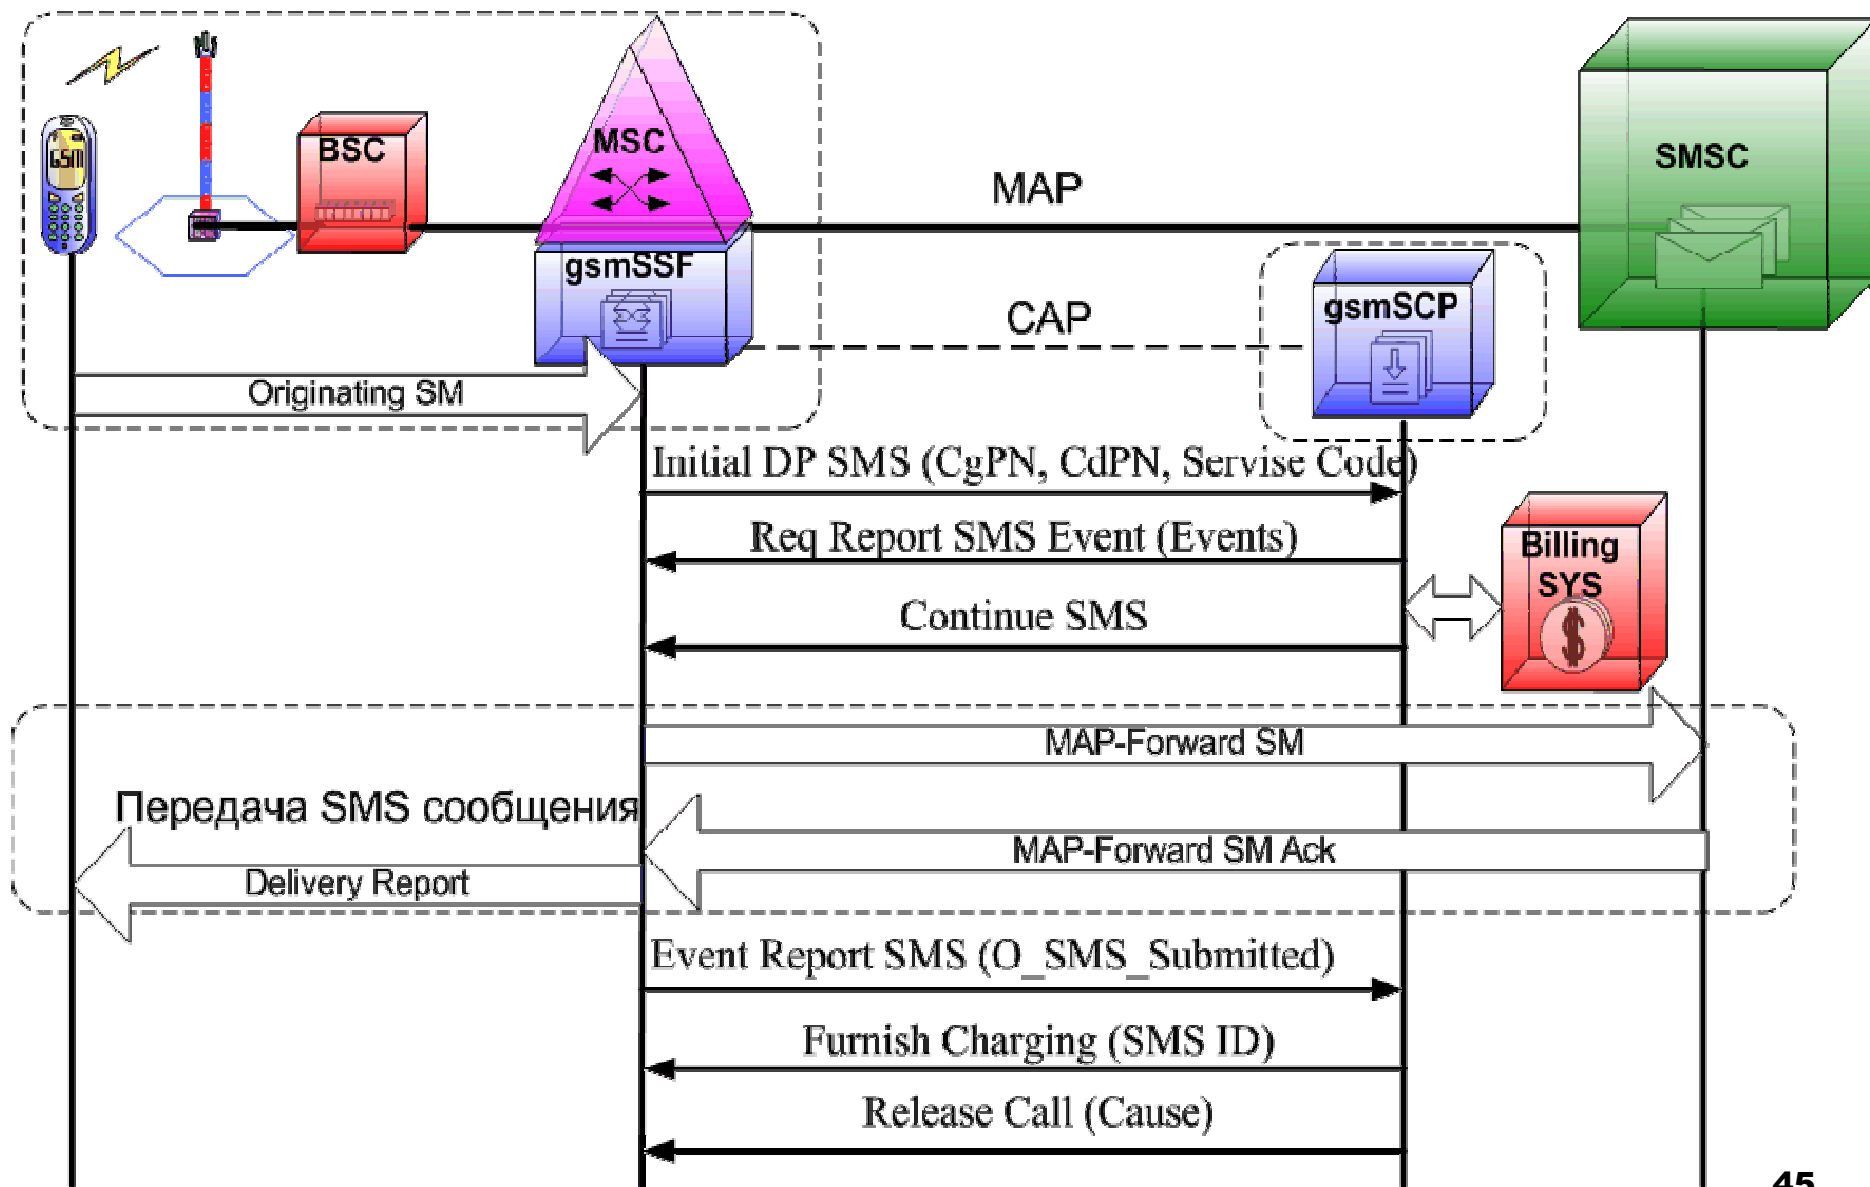 BSC
MSC
SMSC
GSM
MAP
gsmSSF
gsmSCP
CAP
Originating SM
Initial DP SMS (CgPN, CdPN, Servise Code)
Req Report SMS Event (Events)
Billing
SYS
$
Continue SMS
MAP-Forward SM
Передача SMS сообщения
MAP-Forward SM Ack
Delivery Report
Event Report SMS (O_SMS_Submitted)
Furnish Charging (SMS ID)
Release Call (Cause)
45